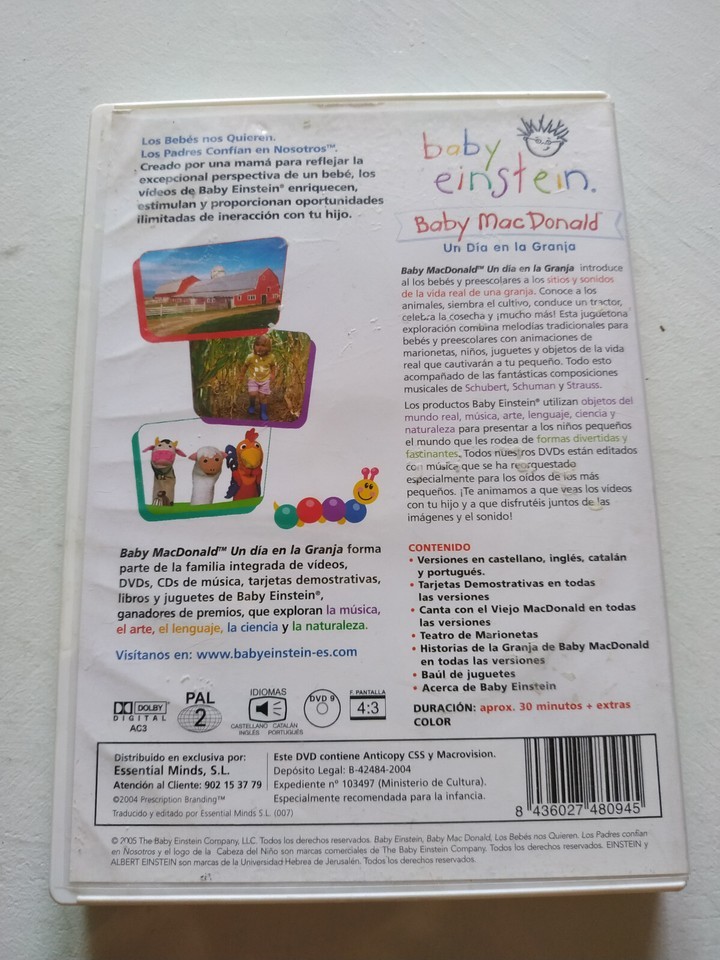 Los Bebés nos Quieren.
Los Padres Confían en Nosotros™.
Creado por una mamá para reflejar la
excepcional perspectiva de un bebé, los
vídeos de Baby Einstein® enriquecen,
estimulan y proporcionan oportunidades
ilimitadas de ineracción con tu hijo.
baby
einstein.
Baby MacDonald
Un Día en la Granja
Baby MacDonald™ Un día en la Granja introduce
al los bebés y preescolares a los sitios y sonidos
de la vida real de una granja. Conoce a los
animales, siembra el cultivo, conduce un tractor,
celebra la cosecha y ¡mucho más! Esta juguetona
exploración combina melodías tradicionales para
bebés y preescolares con animaciones de
marionetas, niños, juguetes y objetos de la vida
real que cautivarán a tu pequeño. Todo esto
acompañado de las fantásticas composiciones
musicales de Schubert, Schuman y Strauss.
Los productos Baby Einstein® utilizan objetos del
mundo real, música, arte, lenguaje, ciencia y
naturaleza para presentar a los niños pequeños
el mundo que les rodea de formas divertidas y
fascinantes. Todos nuestros DVDs están editados
con música que se ha reorquestado
especialmente para los oídos de los más
pequeños. ¡Te animamos a que veas los vídeos
con tu hijo y a que disfrutéis juntos de las
imágenes y el sonido!
Baby MacDonald™ Un día en la Granja forma
parte de la familia integrada de vídeos,
DVDs, CDs de música, tarjetas demostrativas,
libros y juguetes de Baby Einstein®,
ganadores de premios, que exploran la música,
el arte, el lenguaje, la ciencia y la naturaleza.
Visítanos en: www.babyeinstein-es.com
CONTENIDO
• Versiones en castellano, inglés, catalán
y portugués.
• Tarjetas Demostrativas en todas
las versiones
• Canta con el Viejo MacDonald en todas
las versiones
• Teatro de Marionetas
• Historias de la Granja de Baby MacDonald
en todas las versiones
• Baúl de juguetes
• Acerca de Baby Einstein
DURACIÓN: aprox. 30 minutos + extras
COLOR
DOLBY
DIGITAL
AC3
PAL
2
IDIOMAS
CASTELLANO CATALÁN
INGLÉS PORTUGUÉS
DVD 9
F. PANTALLA
4:3
Distribuido en exclusiva por:
Essential Minds, S.L.
Atención al Cliente: 902 15 37 79
©2004 Prescription Branding™
Traducido y editado por Essential Minds S.L. (007)
Este DVD contiene Anticopy CSS y Macrovision.
Depósito Legal: B-42484-2004
Expediente nº 103497 (Ministerio de Cultura).
Especialmente recomendada para la infancia.
8 436027 480945
© 2005 The Baby Einstein Company, LLC. Todos los derechos reservados. Baby Einstein, Baby Mac Donald, Los Bebés nos Quieren. Los Padres confían
en Nosotros y el logo de la Cabeza del Niño son marcas comerciales de The Baby Einstein Company. Todos los derechos reservados. EINSTEIN y
ALBERT EINSTEIN son marcas de la Universidad Hebrea de Jerusalén. Todos los derechos reservados.